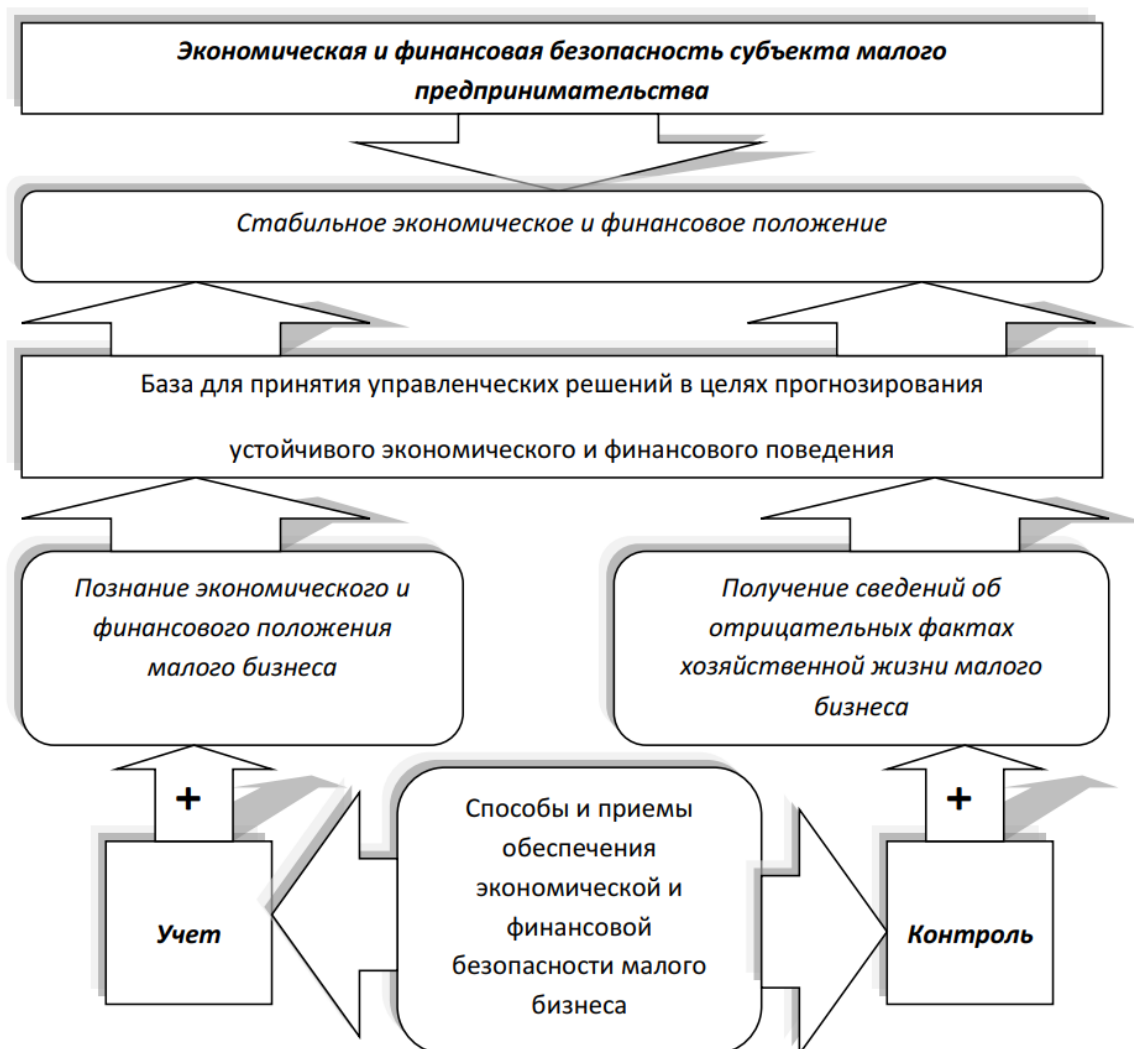 Экономическая и финансовая безопасность субъекта малого
предпринимательства
Стабильное экономическое и финансовое положение
База для принятия управленческих решений в целях прогнозирования
устойчивого экономического и финансового поведения
Познание экономического и
финансового положения
малого бизнеса
Получение сведений об
отрицательных фактах
хозяйственной жизни малого
бизнеса
+
+
Учет
Способы и приемы
обеспечения
экономической и
финансовой
безопасности малого
бизнеса
Контроль